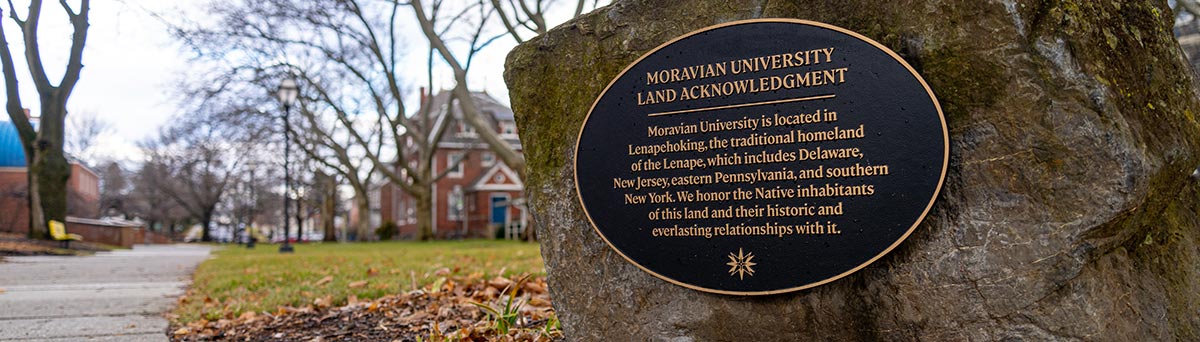 MORAVIAN UNIVERSITY
LAND ACKNOWLEDGMENT
Moravian University is located in
Lenapehoking, the traditional homeland
of the Lenape, which includes Delaware,
New Jersey, eastern Pennsylvania, and southern
New York. We honor the Native inhabitants
of this land and their historic and
everlasting relationships with it.